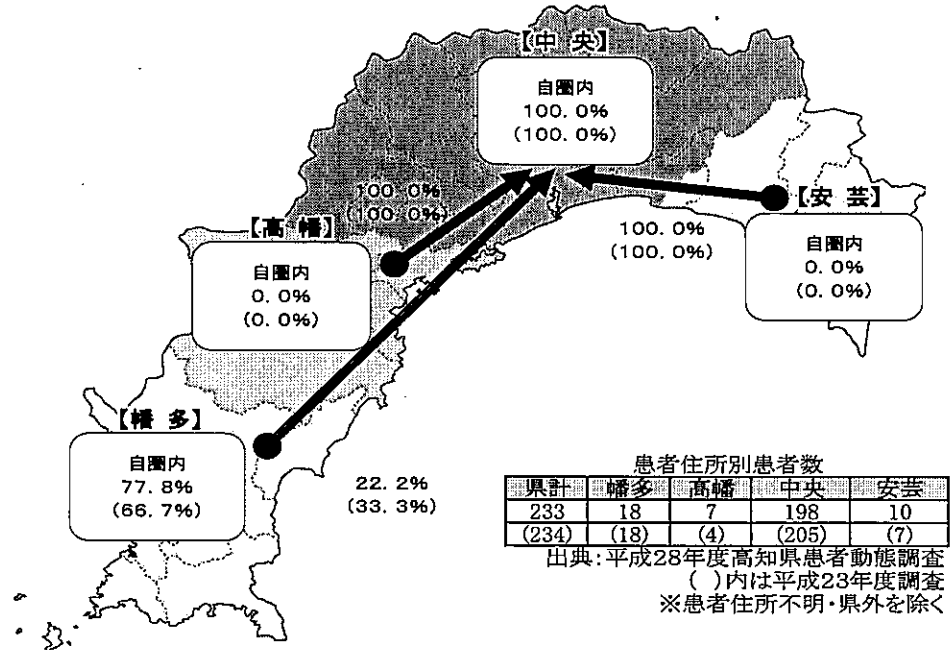 【中 央】
自圏内
100.0%
(100.0%)
100.0%
(100.0%)
【高 幡】
自圏内
0.0%
(0.0%)
100.0%
(100.0%)
【安 芸】
自圏内
0.0%
(0.0%)
【幡 多】
自圏内
77.8%
(66.7%)
22.2%
(33.3%)
患者住所別患者数
県計 幡多 高幡 中央 安芸
233 18 7 198 10
(234) (18) (4) (205) (7)
出典:平成28年度高知県患者動態調査
( )内は平成23年度調査
※患者住所不明・県外を除く